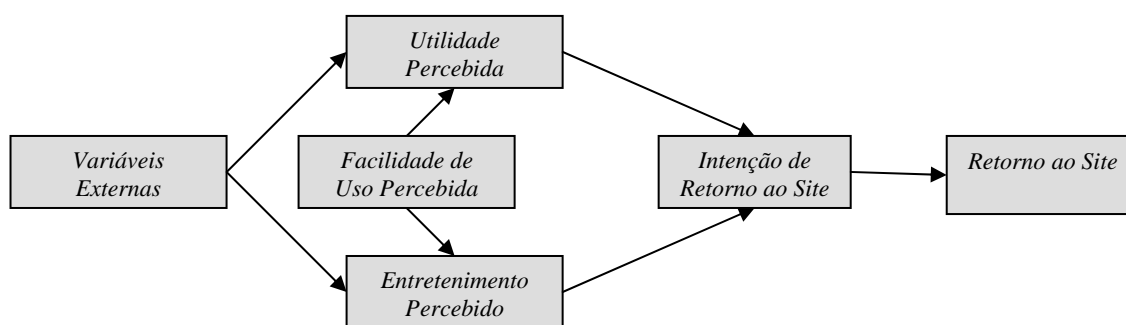 Utilidade
Percebida
Variáveis
Externas
Facilidade de
Uso Percebida
Intenção de
Retorno ao Site
Retorno ao Site
Entretenimento
Percebido